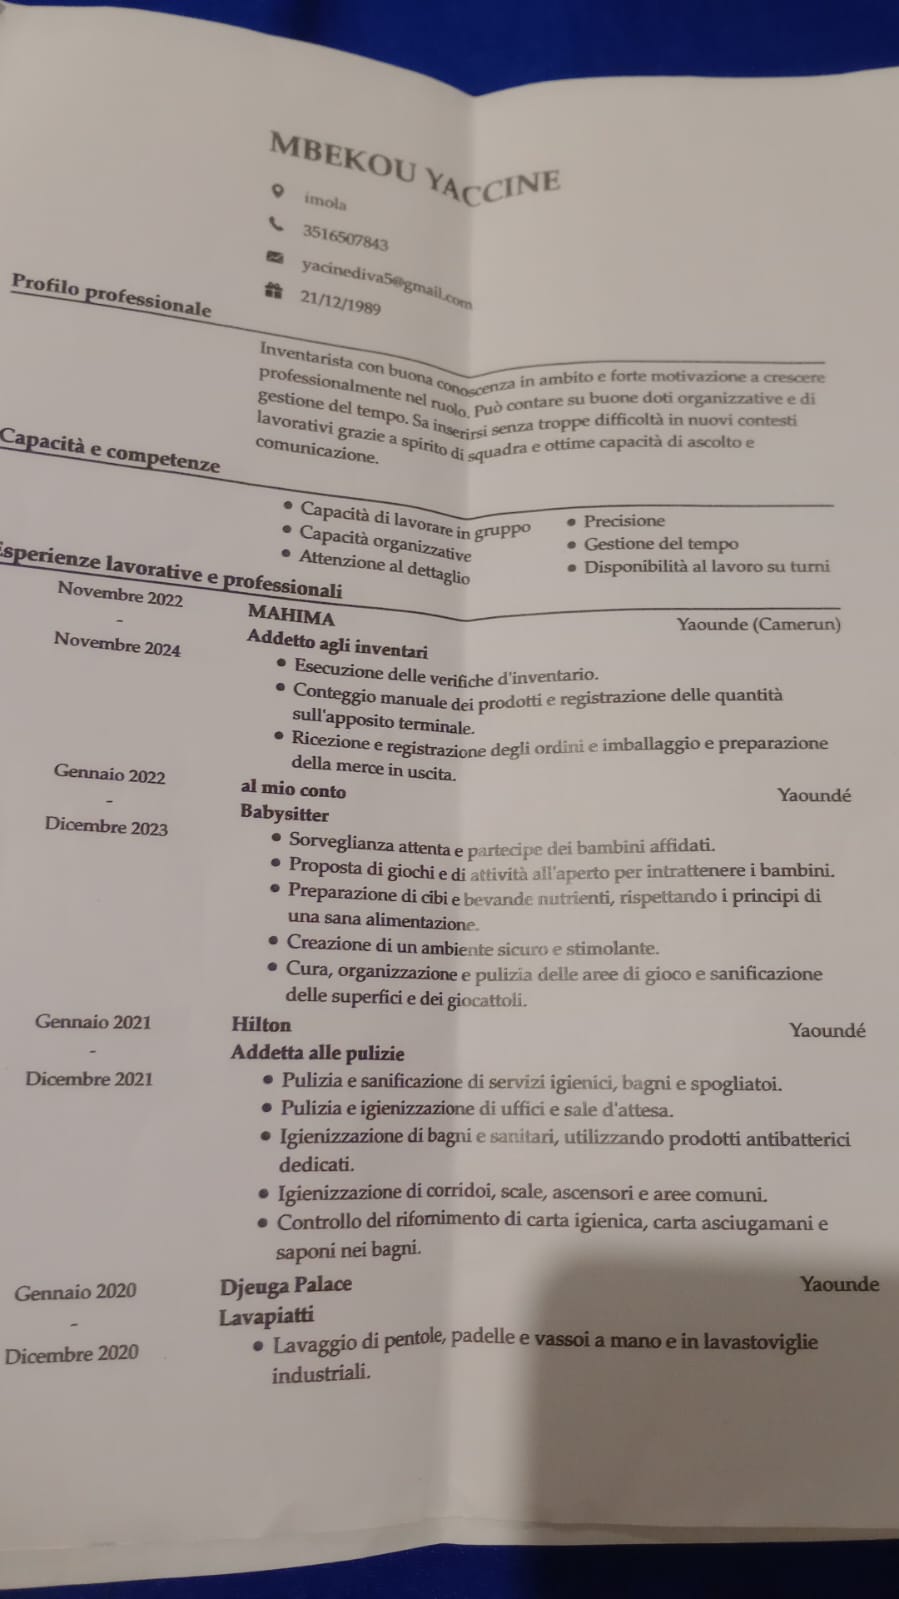 MBEKOU YACCINE
imola
3516507843
yacinediva5@gmail.com
21/12/1989
Profilo professionale
Inventarista con buona conoscenza in ambito e forte motivazione a crescere
professionalmente nel ruolo. Può contare su buone doti organizzative e di
gestione del tempo. Sa inserirsi senza troppe difficoltà in nuovi contesti
lavorativi grazie a spirito di squadra e ottime capacità di ascolto e
comunicazione.
Capacità e competenze
• Capacità di lavorare in gruppo
• Capacità organizzative
• Attenzione al dettaglio
• Precisione
• Gestione del tempo
• Disponibilità al lavoro su turni
Esperienze lavorative e professionali
Novembre 2022
-
Novembre 2024
MAHIMA Yaounde (Camerun)
Addetto agli inventari
• Esecuzione delle verifiche d'inventario.
• Conteggio manuale dei prodotti e registrazione delle quantità
sull'apposito terminale.
• Ricezione e registrazione degli ordini e imballaggio e preparazione
della merce in uscita.
Gennaio 2022
-
Dicembre 2023
al mio conto Yaoundé
Babysitter
• Sorveglianza attenta e partecipe dei bambini affidati.
• Proposta di giochi e di attività all'aperto per intrattenere i bambini.
• Preparazione di cibi e bevande nutrienti, rispettando i principi di
una sana alimentazione.
• Creazione di un ambiente sicuro e stimolante.
• Cura, organizzazione e pulizia delle aree di gioco e sanificazione
delle superfici e dei giocattoli.
Gennaio 2021
-
Dicembre 2021
Hilton Yaoundé
Addetta alle pulizie
• Pulizia e sanificazione di servizi igienici, bagni e spogliatoi.
• Pulizia e igienizzazione di uffici e sale d'attesa.
• Igienizzazione di bagni e sanitari, utilizzando prodotti antibatterici
dedicati.
• Igienizzazione di corridoi, scale, ascensori e aree comuni.
• Controllo del rifornimento di carta igienica, carta asciugamani e
saponi nei bagni.
Gennaio 2020
-
Dicembre 2020
Djeuga Palace Yaounde
Lavapiatti
• Lavaggio di pentole, padelle e vassoi a mano e in lavastoviglie
industriali.